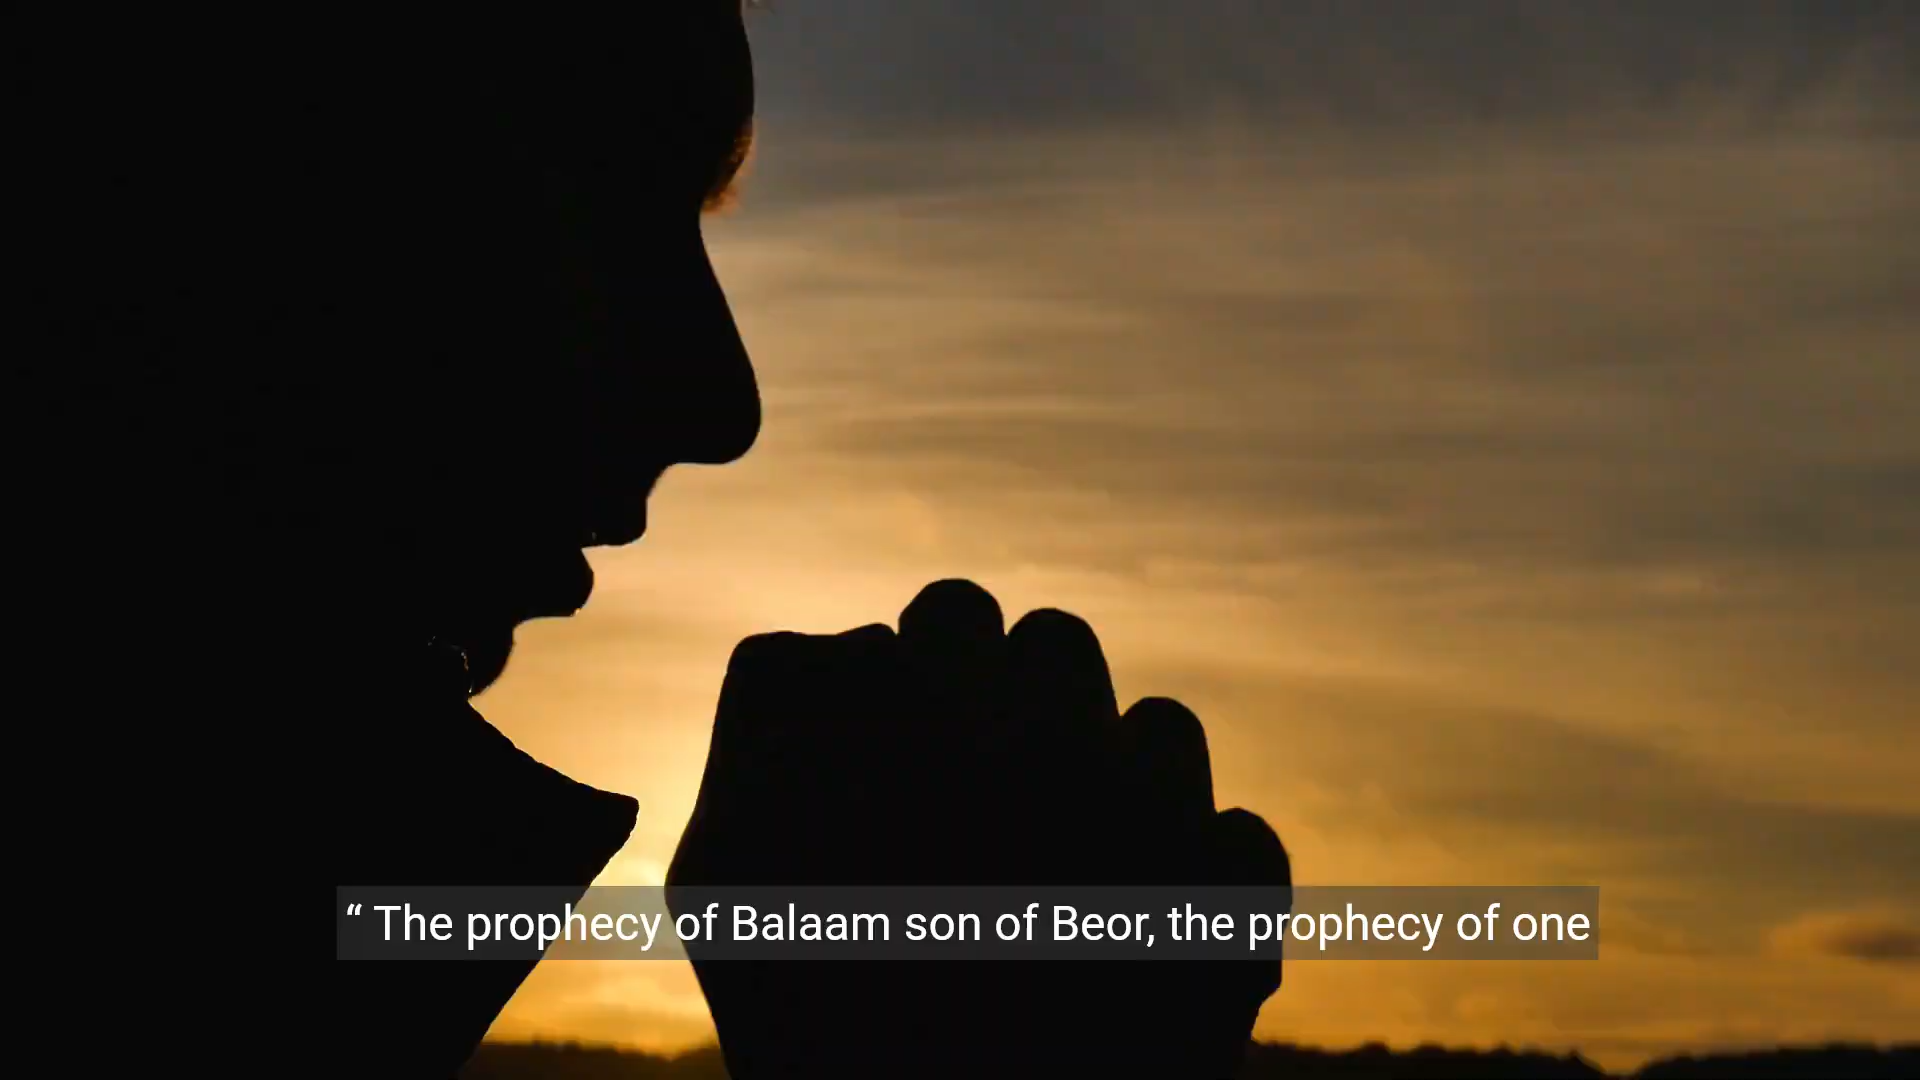 “ The prophecy of Balaam son of Beor, the prophecy of one